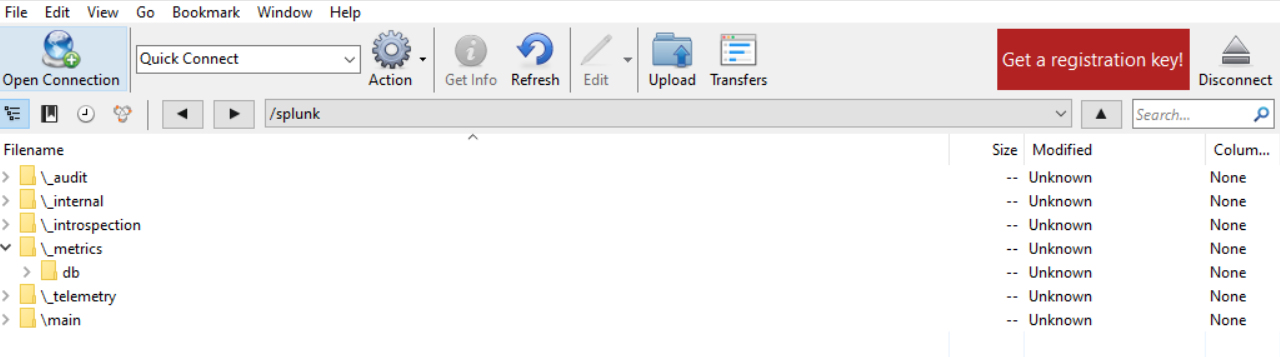 File Edit View Go Bookmark Window Help
Open Connection Quick Connect Action Get Info Refresh Edit Upload Transfers Get a registration key! Disconnect
/splunk Search...
Filename Size Modified Colum...
\_audit -- Unknown None
\_internal -- Unknown None
\_introspection -- Unknown None
\_metrics -- Unknown None
db -- Unknown None
\_telemetry -- Unknown None
\main -- Unknown None